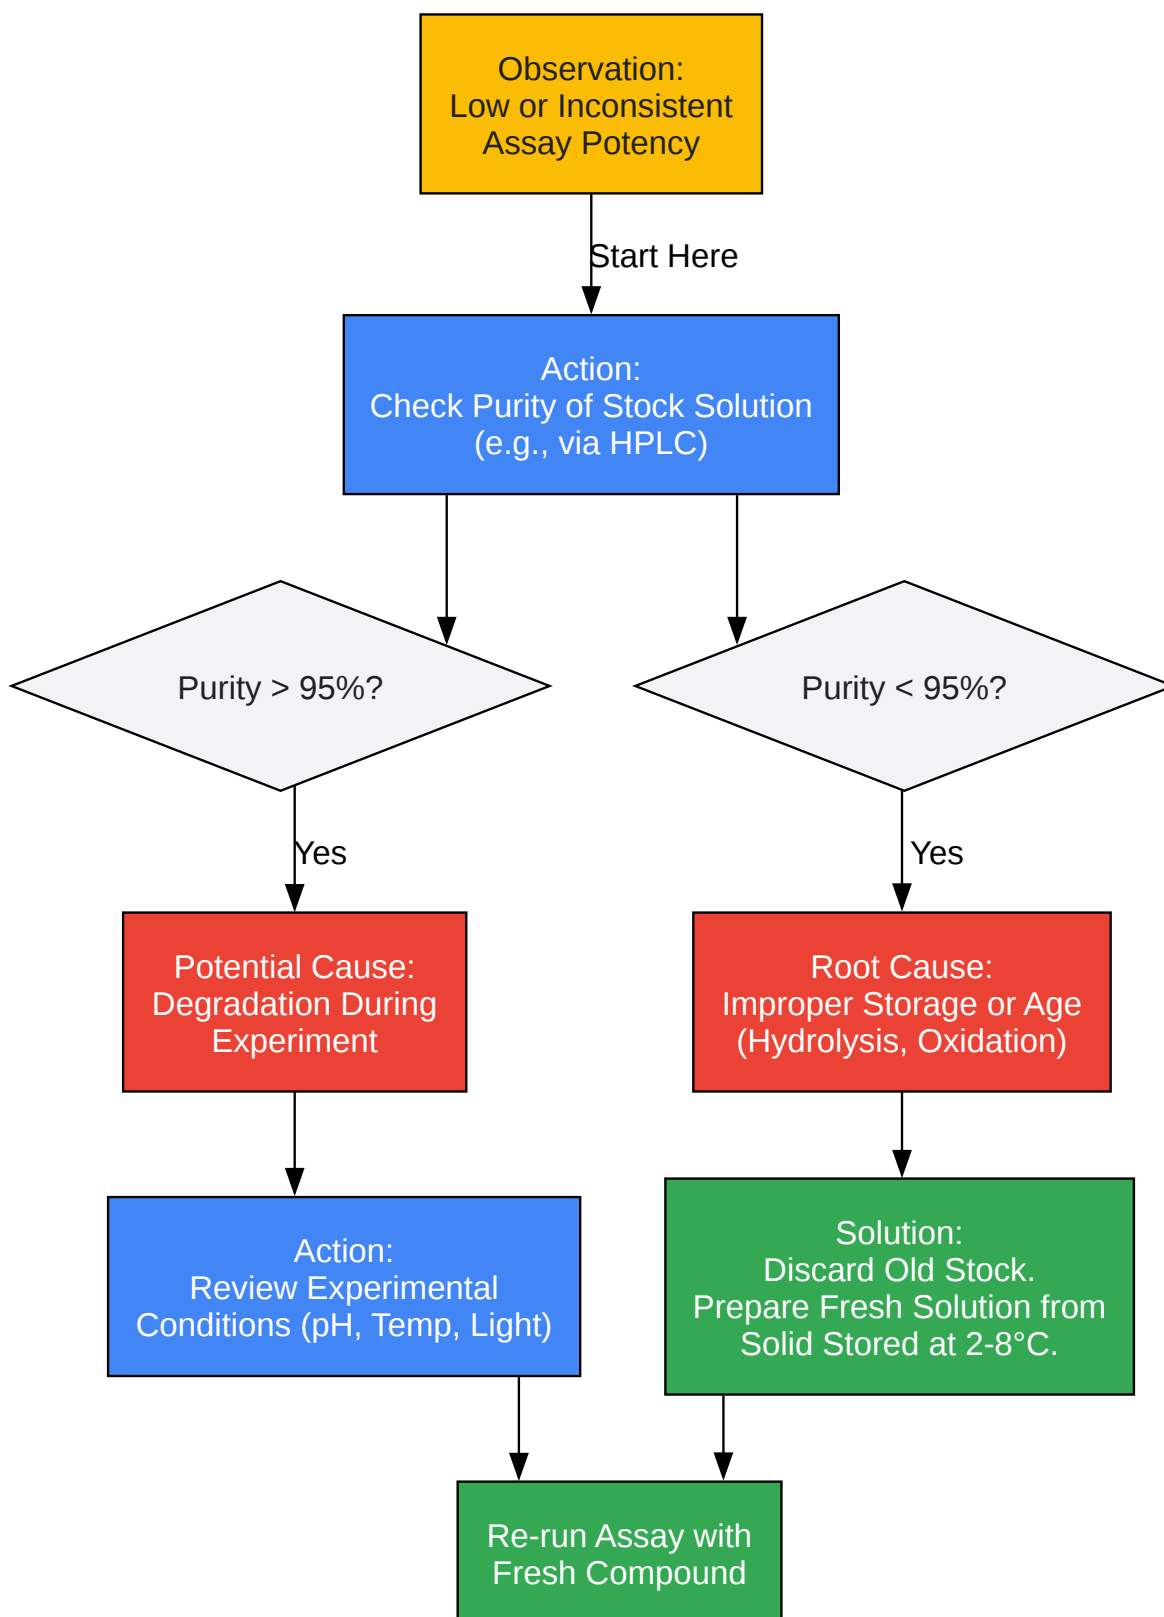 Observation:
Low or Inconsistent
Assay Potency
Start Here
Action:
Check Purity of Stock Solution
(e.g., via HPLC)
Purity > 95%?
Purity < 95%?
Yes
Yes
Potential Cause:
Degradation During
Experiment
Root Cause:
Improper Storage or Age
(Hydrolysis, Oxidation)
Action:
Review Experimental
Conditions (pH, Temp, Light)
Solution:
Discard Old Stock.
Prepare Fresh Solution from
Solid Stored at 2-8°C.
Re-run Assay with
Fresh Compound